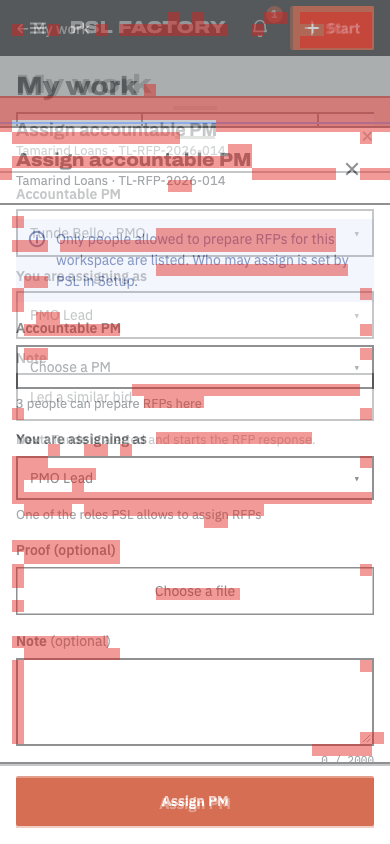 ← My work
PSL FACTORY
1
+ Start
My work
Assign accountable PM
Tamarind Loans · TL-RFP-2026-014
Assign accountable PM
Tamarind Loans · TL-RFP-2026-014
Accountable PM
Tunde Bello · RMO
Only people allowed to prepare RFPs for this
workspace are listed. Who may assign is set by
PSL in Setup.
You are assigning as
PMO Lead
Accountable PM
Note
Choose a PM
Led a similar bid
3 people can prepare RFPs here
You are assigning as
and starts the RFP response.
PMO Lead
One of the roles PSL allows to assign RFPs
Proof (optional)
Choose a file
Note (optional)
0 / 2000
Assign PM
Assign PM